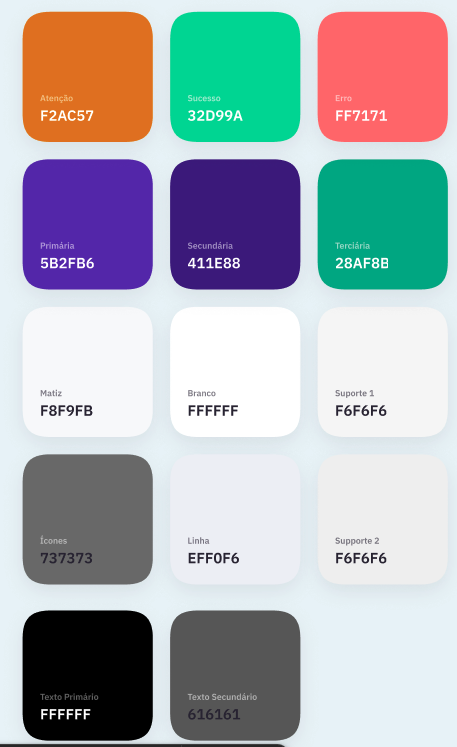 Atenção
F2AC57
Sucesso
32D99A
Erro
FF7171
Primária
5B2FB6
Secundária
411E88
Terciária
28AF8B
Matiz
F8F9FB
Branco
FFFFFF
Suporte 1
F6F6F6
Ícones
737373
Linha
EFF0F6
Supporte 2
F6F6F6
Texto Primário
FFFFFF
Texto Secundário
616161